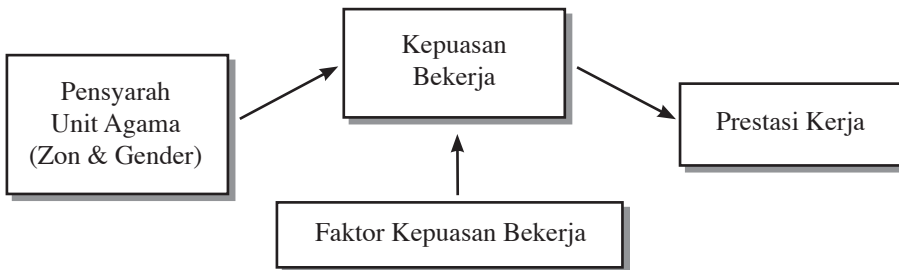 Pensyarah
Unit Agama
(Zon & Gender)
Kepuasan
Bekerja
Prestasi Kerja
Faktor Kepuasan Bekerja